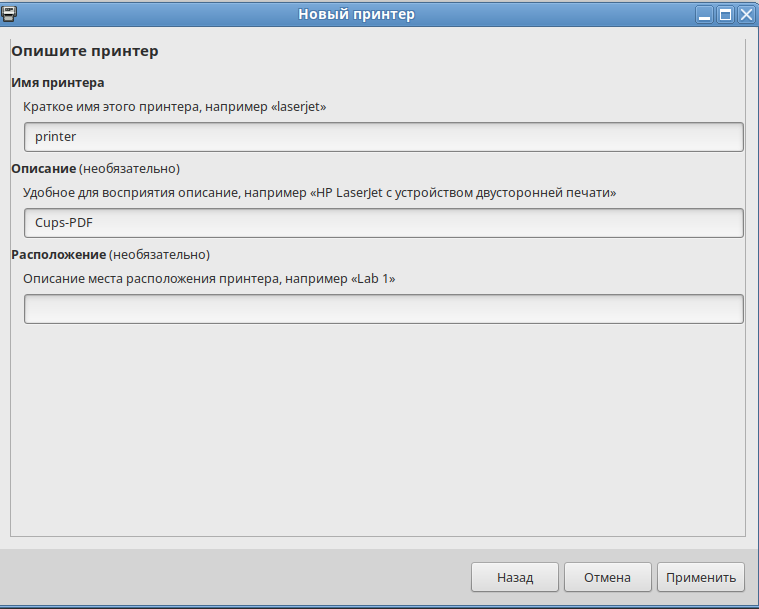 Новый принтер
Опишите принтер
Имя принтера
Краткое имя этого принтера, например «laserjet»
printer
Описание (необязательно)
Удобное для восприятия описание, например «HP LaserJet с устройством двусторонней печати»
Cups-PDF
Расположение (необязательно)
Описание места расположения принтера, например «Lab 1»
Назад Отмена Применить